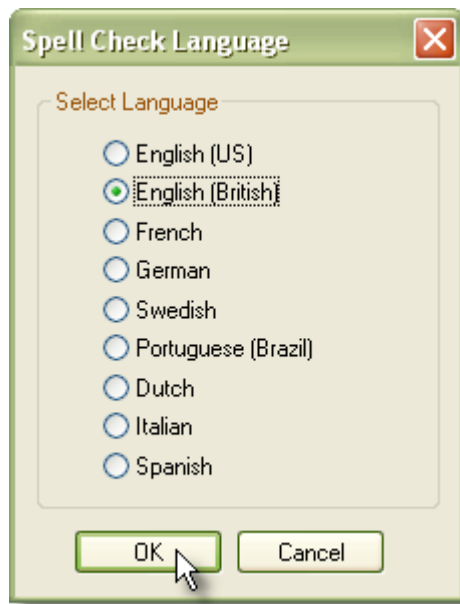 Spell Check Language
Select Language
English (US)
English (British)
French
German
Swedish
Portuguese (Brazil)
Dutch
Italian
Spanish
OK Cancel